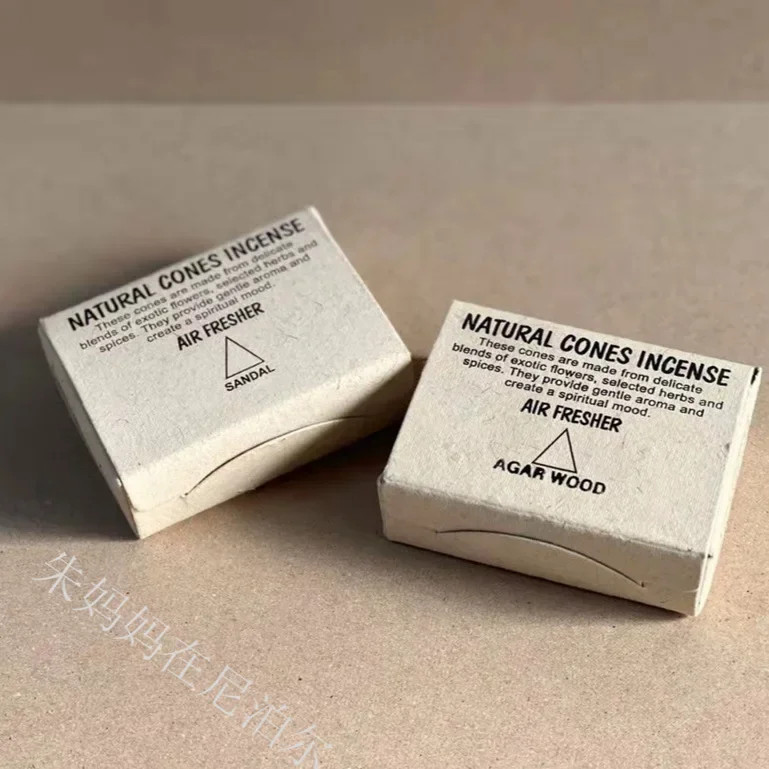 NATURAL CONES INCENSE
These cones are made from delicate
blends of exotic flowers, selected herbs and
spices. They provide gentle aroma and
create a spiritual mood.
AIR FRESHER
SANDAL
NATURAL CONES INCENSE
These cones are made from delicate
blends of exotic flowers, selected herbs and
spices. They provide gentle aroma and
create a spiritual mood.
AIR FRESHER
AGAR WOOD
朱妈妈在尼泊尔